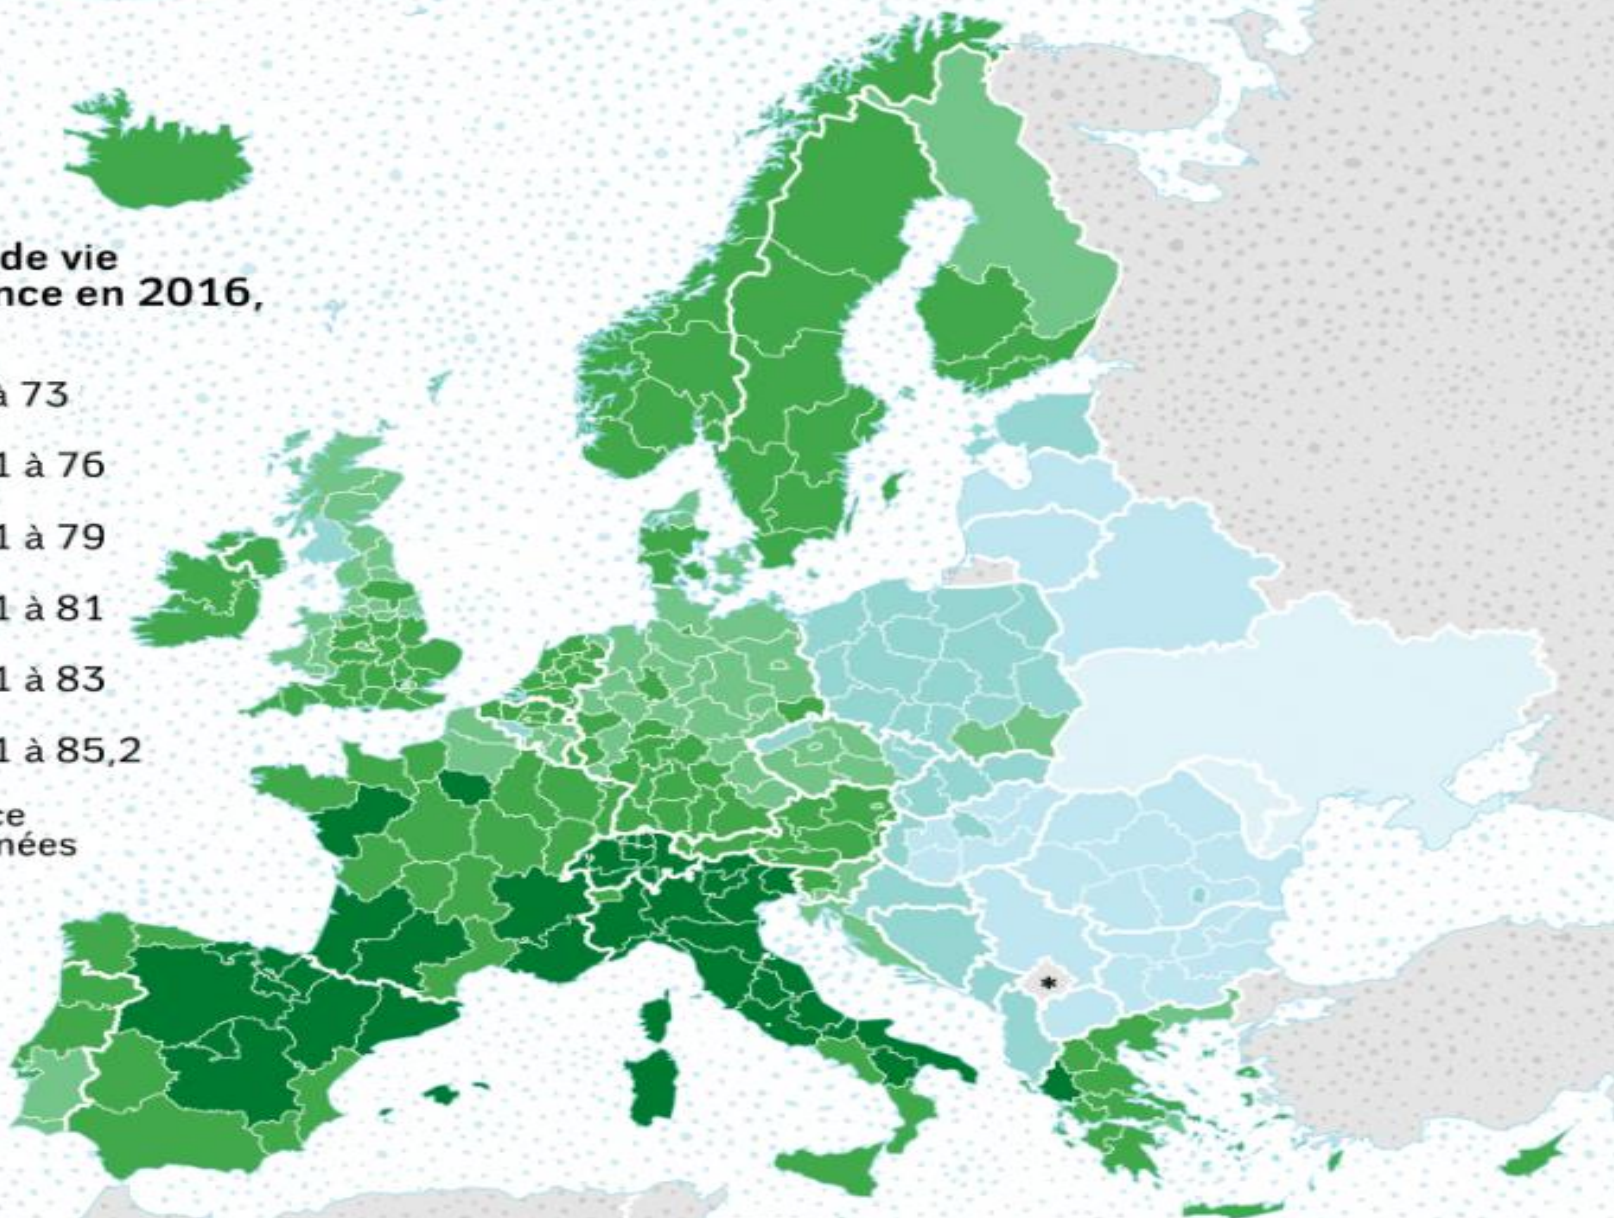 de vie
nce en 2016,
à 73
1 à 76
1 à 79
1 à 81
1 à 83
1 à 85,2
ce
nées
*